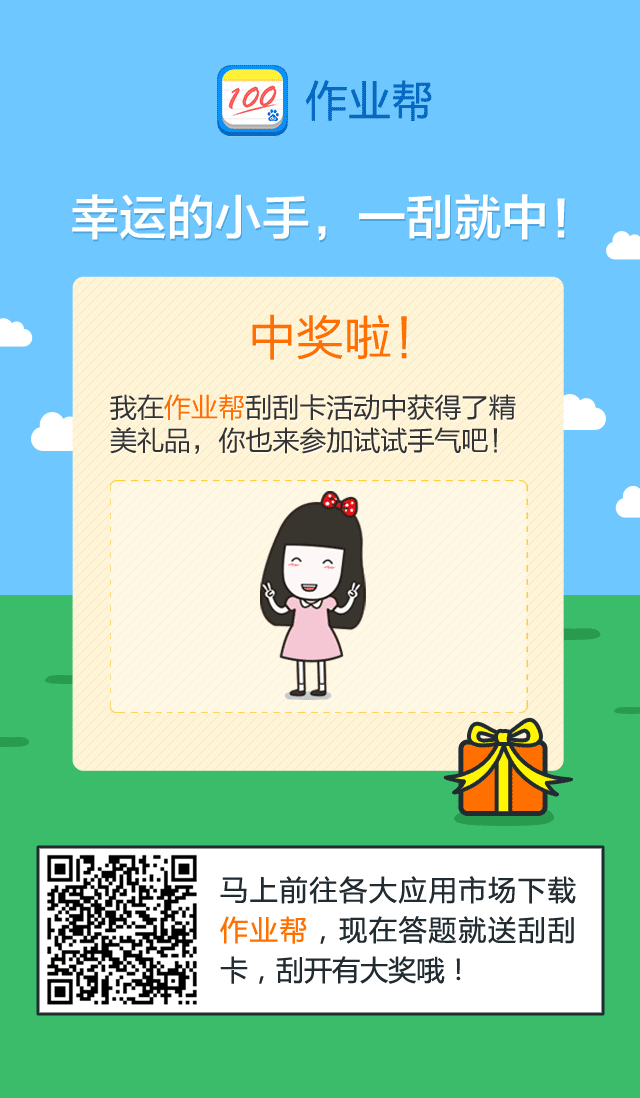 100
作业帮
幸运的小手，一刮就中！
中奖啦！
我在作业帮刮刮卡活动中获得了精
美礼品，你也来参加试试手气吧！
马上前往各大应用市场下载
作业帮，现在答题就送刮刮
卡，刮开有大奖哦！